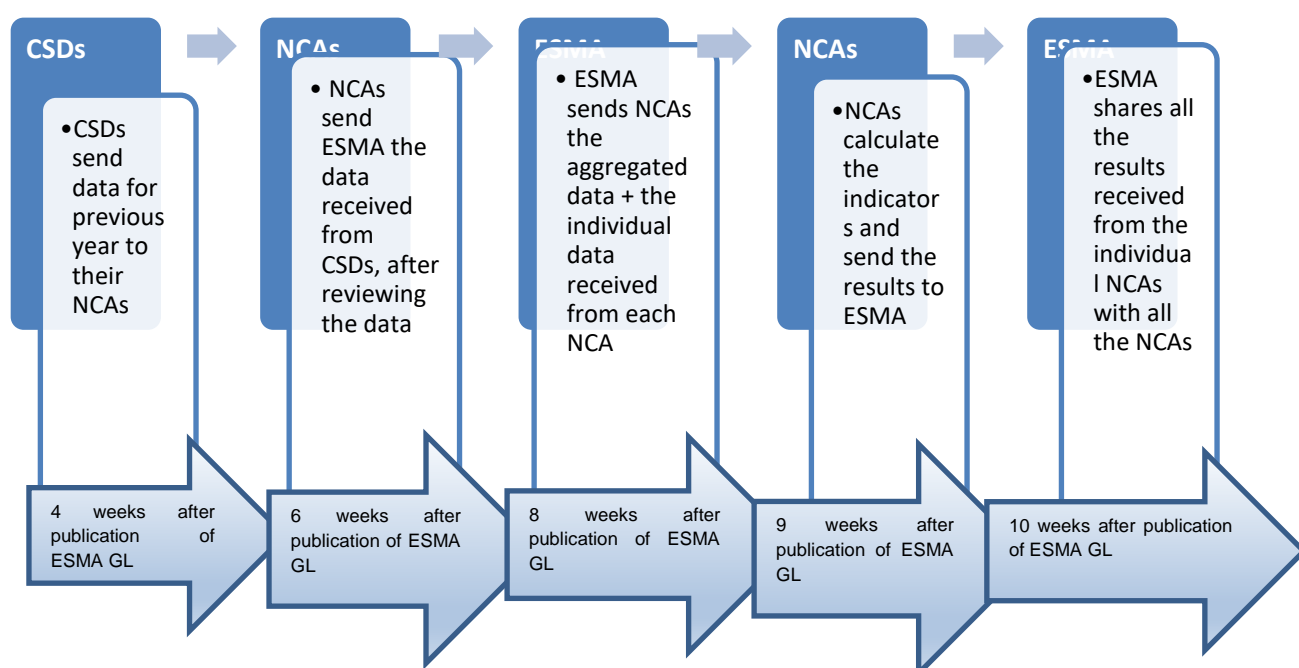 CSDs
•CSDs
send
data for
previous
year to
their
NCAs
4 weeks after
publication of
ESMA GL
NCAs
• NCAs
send
ESMA the
data
received
from
CSDs, after
reviewing
the data
6 weeks after
publication of ESMA
GL
ESMA
• ESMA
sends NCAs
the
aggregated
data + the
individual
data
received
from each
NCA
8 weeks after
publication of ESMA
GL
NCAs
•NCAs
calculate
the
indicator
s and
send the
results to
ESMA
9 weeks after
publication of ESMA
GL
ESMA
•ESMA
shares all
the
results
received
from the
individua
l NCAs
with all
the NCAs
10 weeks after publication
of ESMA GL